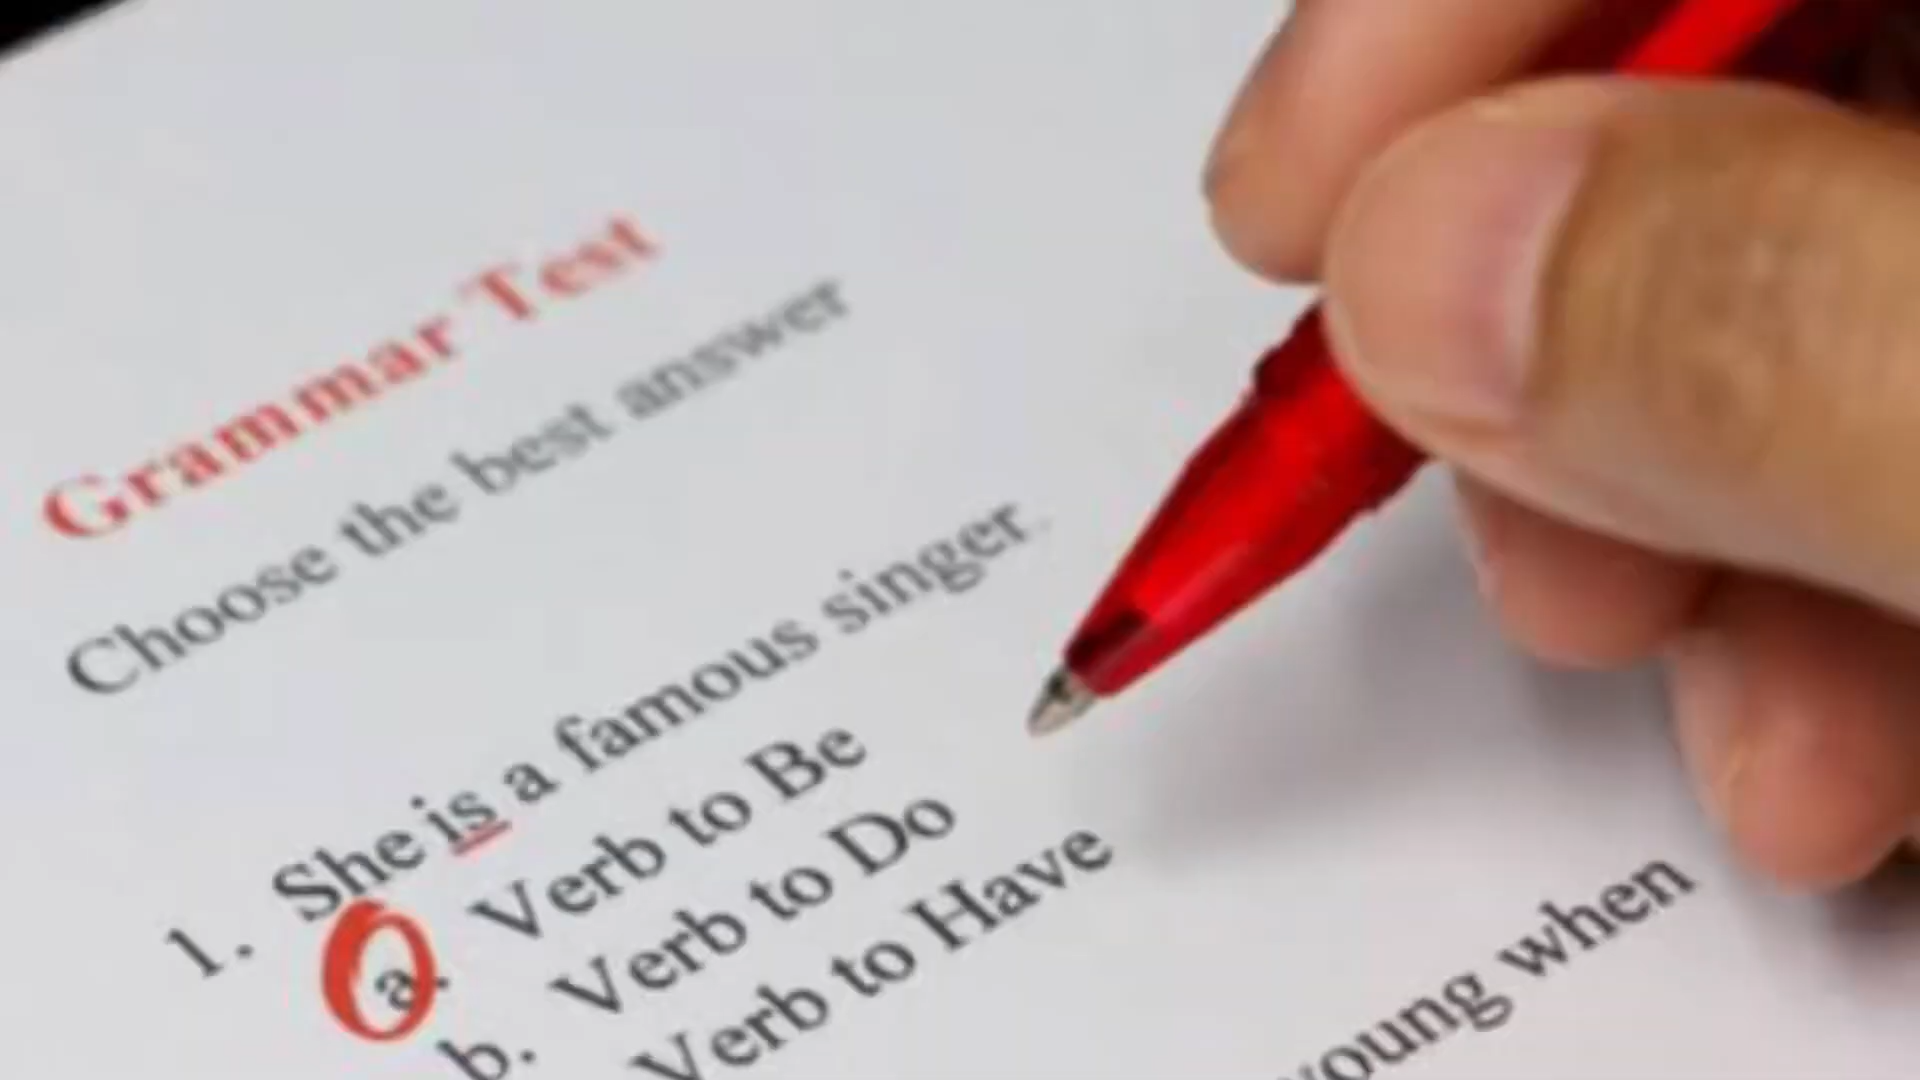 Grammar Test
Choose the best answer
1. She is a famous singer.
a. Verb to Be
b. Verb to Do
Verb to Have
young when